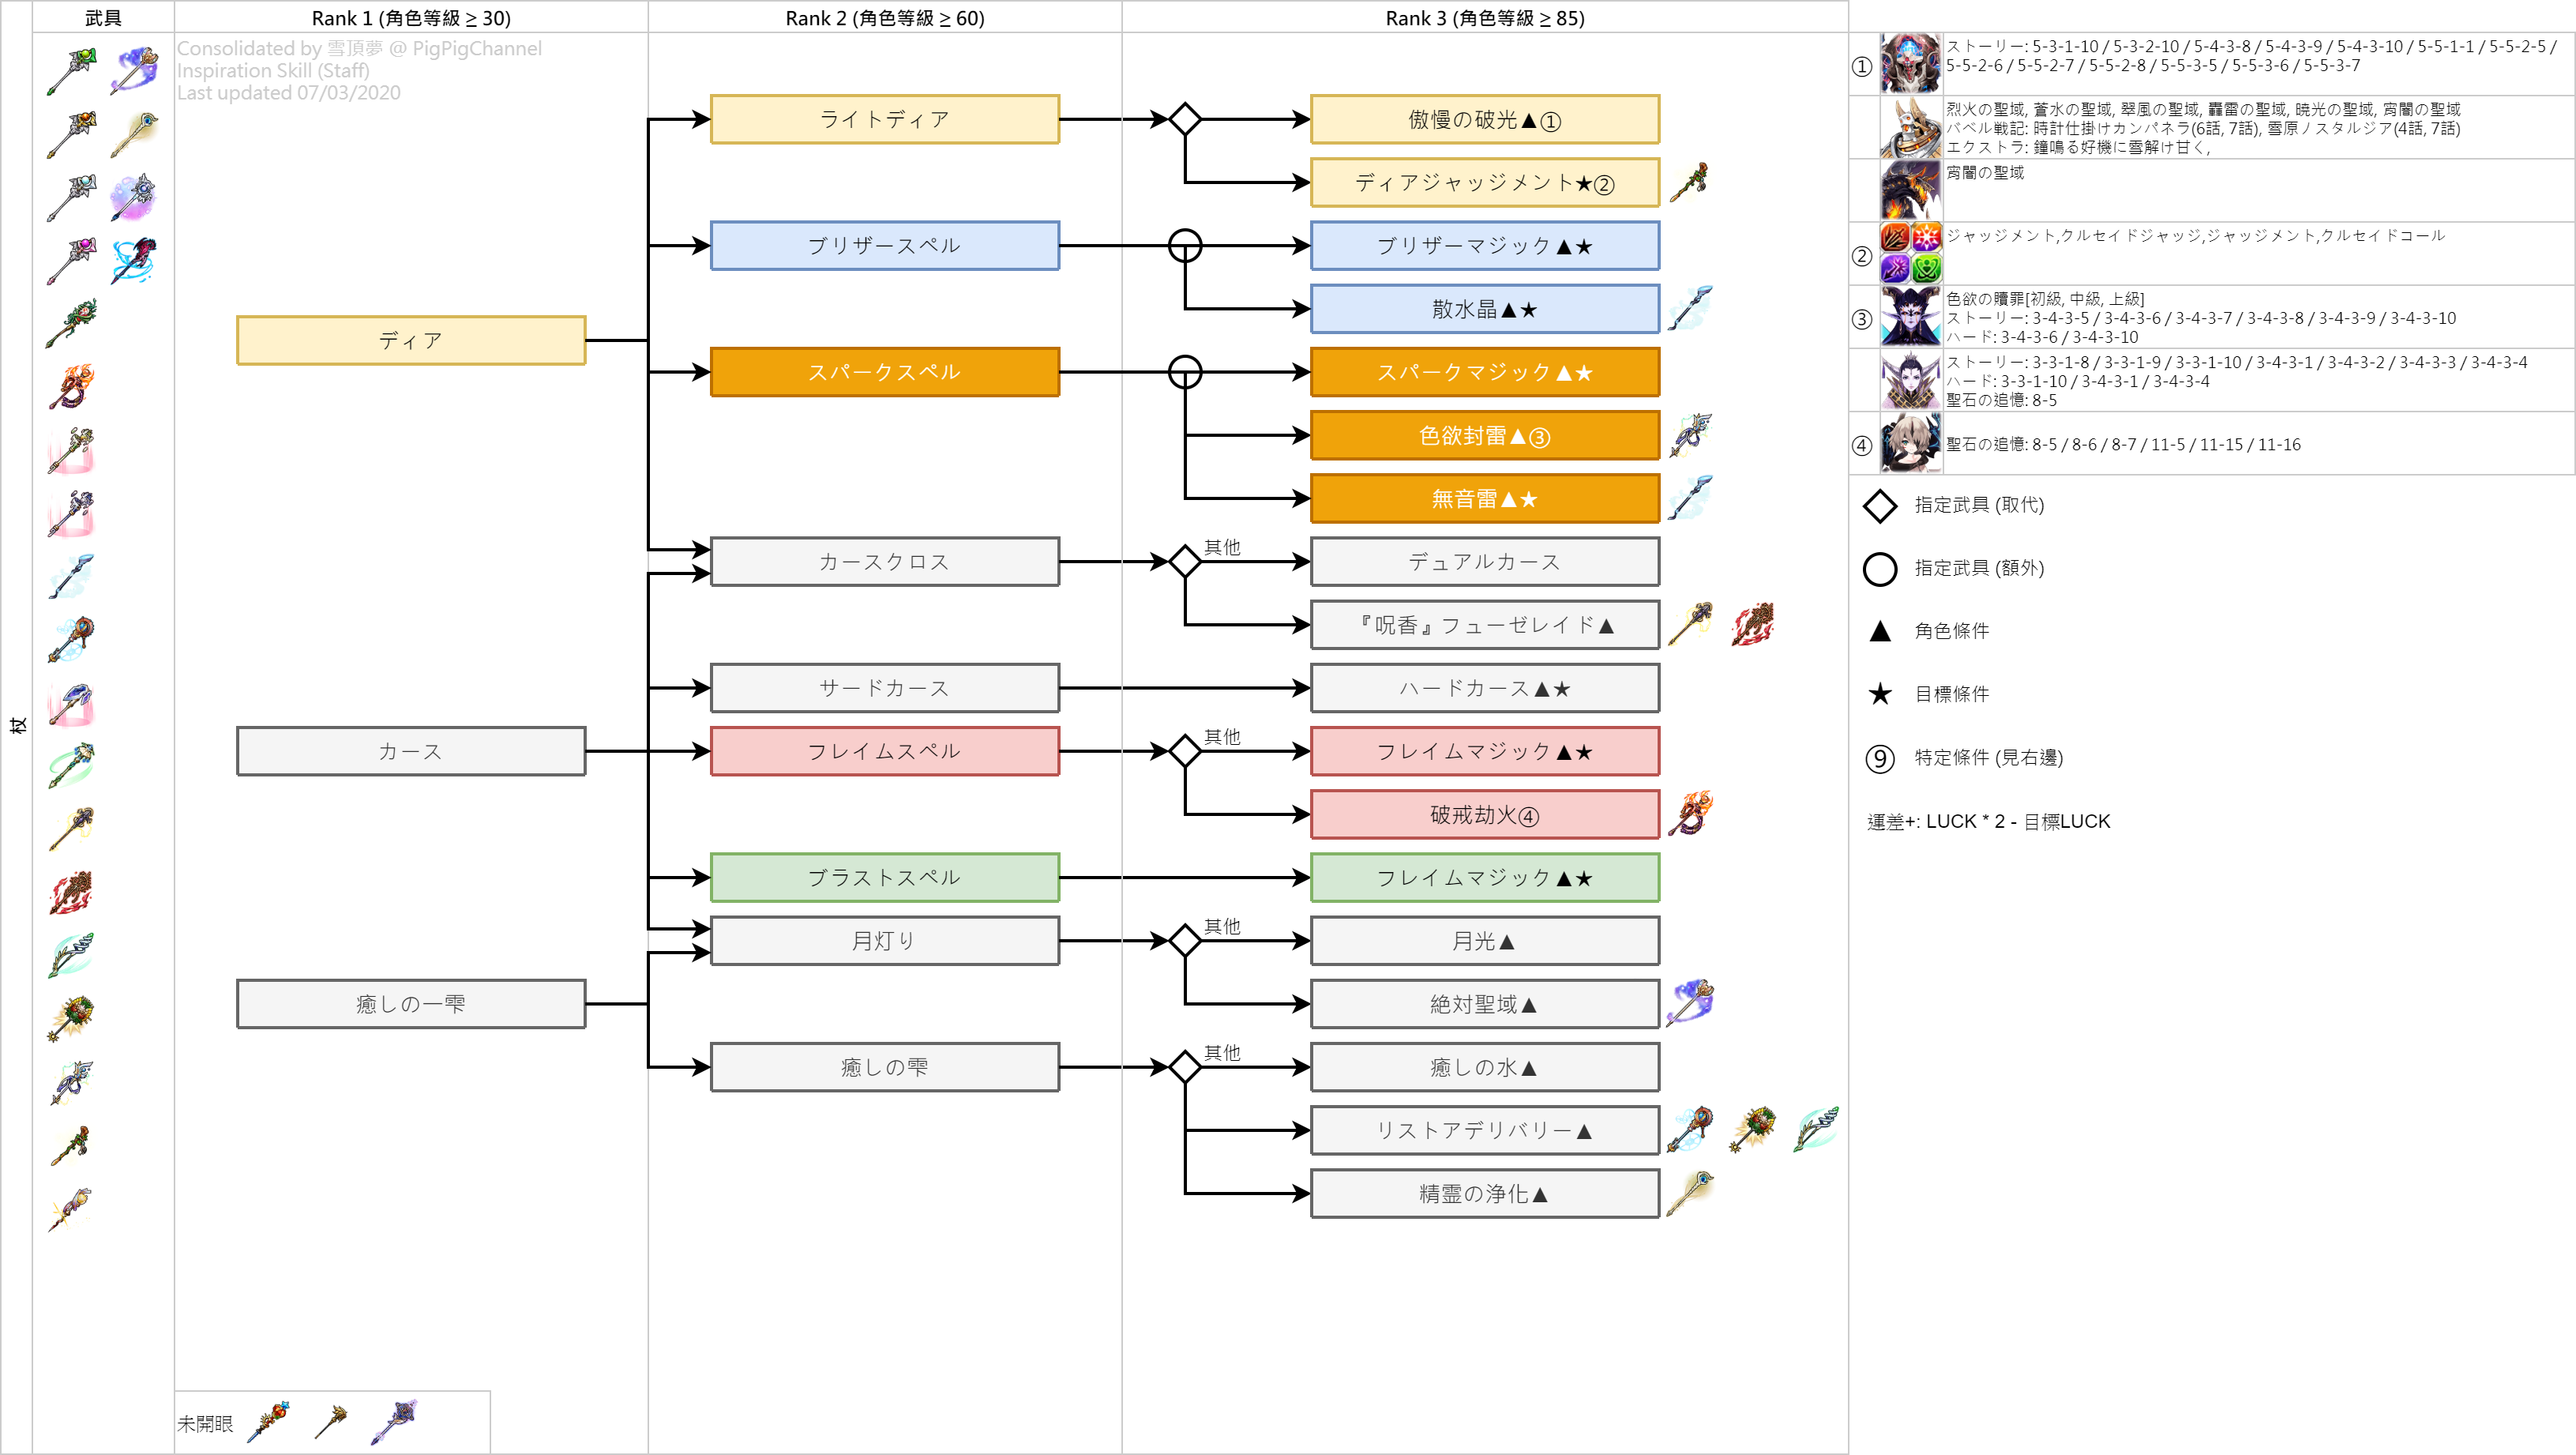 武具
Rank 1 (角色等級 ≥ 30)
Rank 2 (角色等級 ≥ 60)
Rank 3 (角色等級 ≥ 85)
Consolidated by 雪頂夢 @ PigPigChannel
Inspiration Skill (Staff)
Last updated 07/03/2020
杖
ディア
カース
癒しの一雫
ライトディア
ブリザースペル
スパークスペル
カースクロス
サードカース
フレイムスペル
ブラストスペル
月灯り
癒しの雫
傲慢の破光▲①
ディアジャッジメント★②
ブリザーマジック▲★
散水晶▲★
スパークマジック▲★
色欲封雷▲③
無音雷▲★
其他
デュアルカース
『呪香』フューゼレイド▲
ハードカース▲★
其他
フレイムマジック▲★
破戒劫火④
フレイムマジック▲★
其他
月光▲
絶対聖域▲
其他
癒しの水▲
リストアデリバリー▲
精霊の浄化▲
未開眼
①
ストーリー: 5-3-1-10 / 5-3-2-10 / 5-4-3-8 / 5-4-3-9 / 5-4-3-10 / 5-5-1-1 / 5-5-2-5 /
5-5-2-6 / 5-5-2-7 / 5-5-2-8 / 5-5-3-5 / 5-5-3-6 / 5-5-3-7
烈火の聖域, 蒼水の聖域, 翠風の聖域, 轟雷の聖域, 暁光の聖域, 宵闇の聖域
バベル戦記: 時計仕掛けカンパネラ(6話, 7話), 雪原ノスタルジア(4話, 7話)
エクストラ: 鐘鳴る好機に雪解け甘く,
宵闇の聖域
②
ジャッジメント,クルセイドジャッジ,ジャッジメント,クルセイドコール
③
色欲の贖罪[初級, 中級, 上級]
ストーリー: 3-4-3-5 / 3-4-3-6 / 3-4-3-7 / 3-4-3-8 / 3-4-3-9 / 3-4-3-10
ハード: 3-4-3-6 / 3-4-3-10
ストーリー: 3-3-1-8 / 3-3-1-9 / 3-3-1-10 / 3-4-3-1 / 3-4-3-2 / 3-4-3-3 / 3-4-3-4
ハード: 3-3-1-10 / 3-4-3-1 / 3-4-3-4
聖石の追憶: 8-5
④
聖石の追憶: 8-5 / 8-6 / 8-7 / 11-5 / 11-15 / 11-16
指定武具 (取代)
指定武具 (額外)
▲ 角色條件
★ 目標條件
⑨ 特定條件 (見右邊)
運差+: LUCK * 2 - 目標LUCK